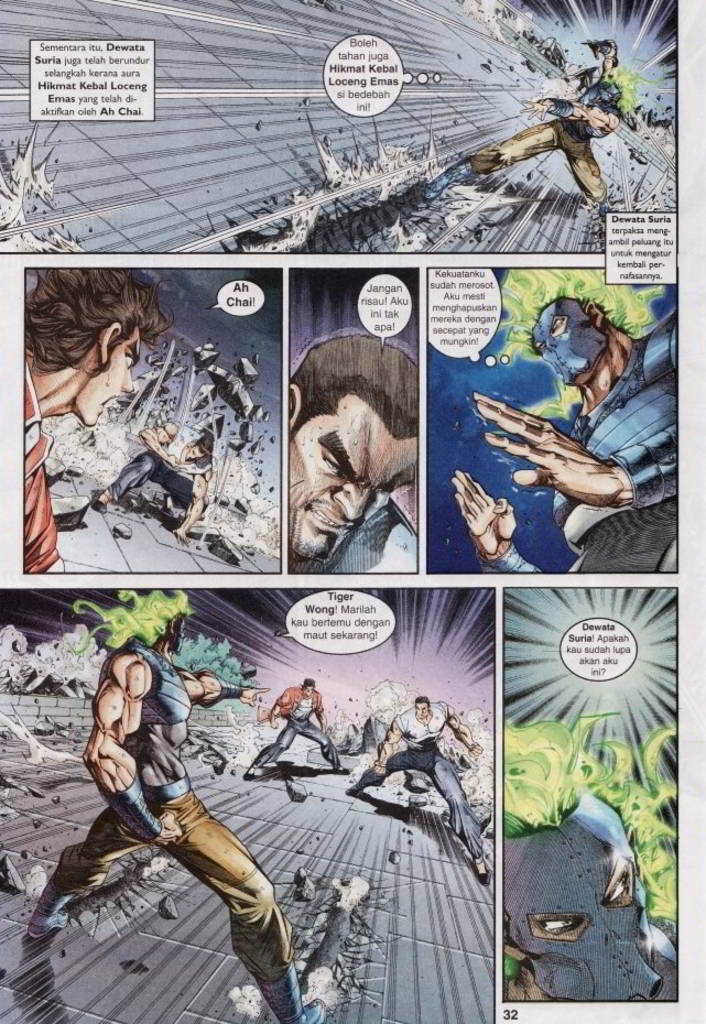 Sementara itu, Dewata
Suria juga telah berundur
selangkah kerana aura
Hikmat Kebal Loceng
Emas yang telah di-
aktifkan oleh Ah Chai.
Boleh
tahan juga
Hikmat Kebal
Loceng Emas
si bedebah
ini!
Dewata Suria
terpaksa meng-
ambil peluang itu
untuk mengatur
kembali per-
nafasannya.
Ah
Chai!
Jangan
risau! Aku
ini tak
apa!
Kekuatanku
sudah merosot.
Aku mesti
menghapuskan
mereka dengan
secepat yang
mungkin!
Tiger
Wong! Marilah
kau bertemu dengan
maut sekarang!
Dewata
Suria! Apakah
kau sudah lupa
akan aku
ini?
32